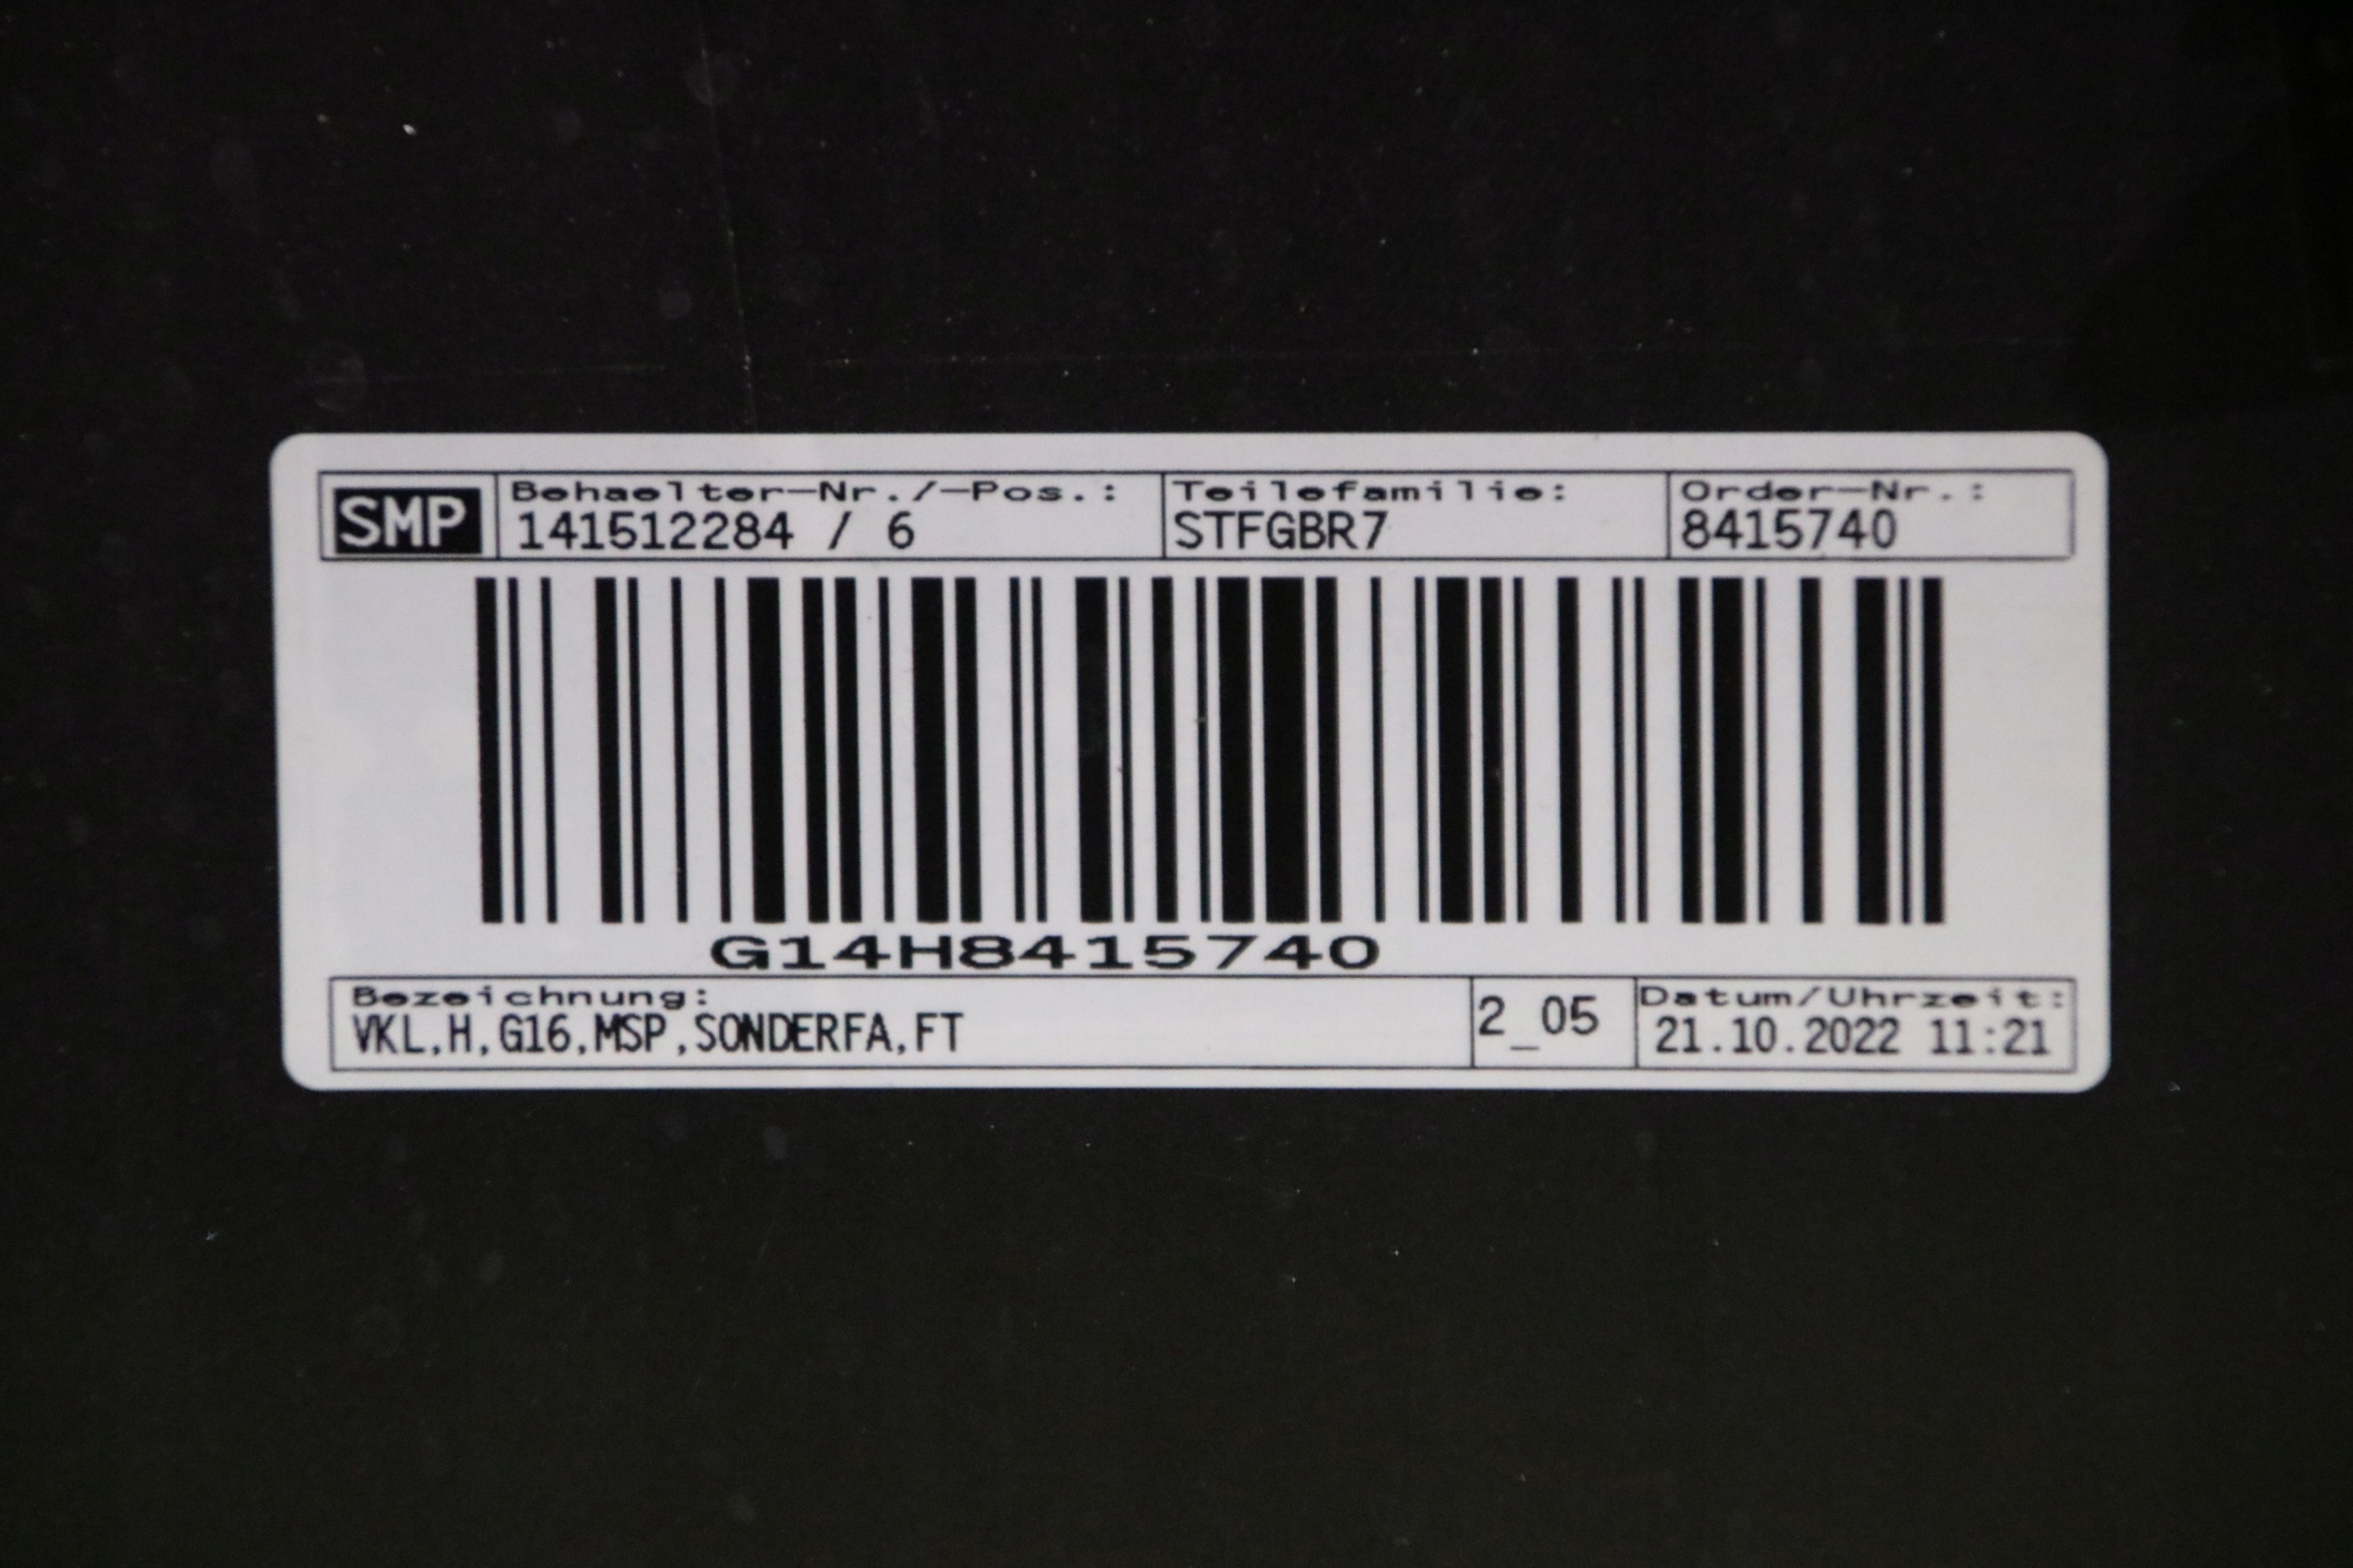 SMP
Behaelter-Nr./-Pos.:
141512284 / 6
Teilefamilie:
STFGBR7
Order-Nr.:
8415740
G14H8415740
Bezeichnung:
VKL,H,G16,MSP,SONDERFA,FT
2_05
Datum/Uhrzeit:
21.10.2022 11:21